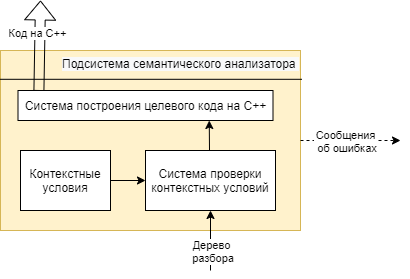 Код на С++
Подсистема семантического анализатора
Система построения целевого кода на С++
Сообщения
об ошибках
Контекстные
условия
Система проверки
контекстных условий
Дерево
разбора